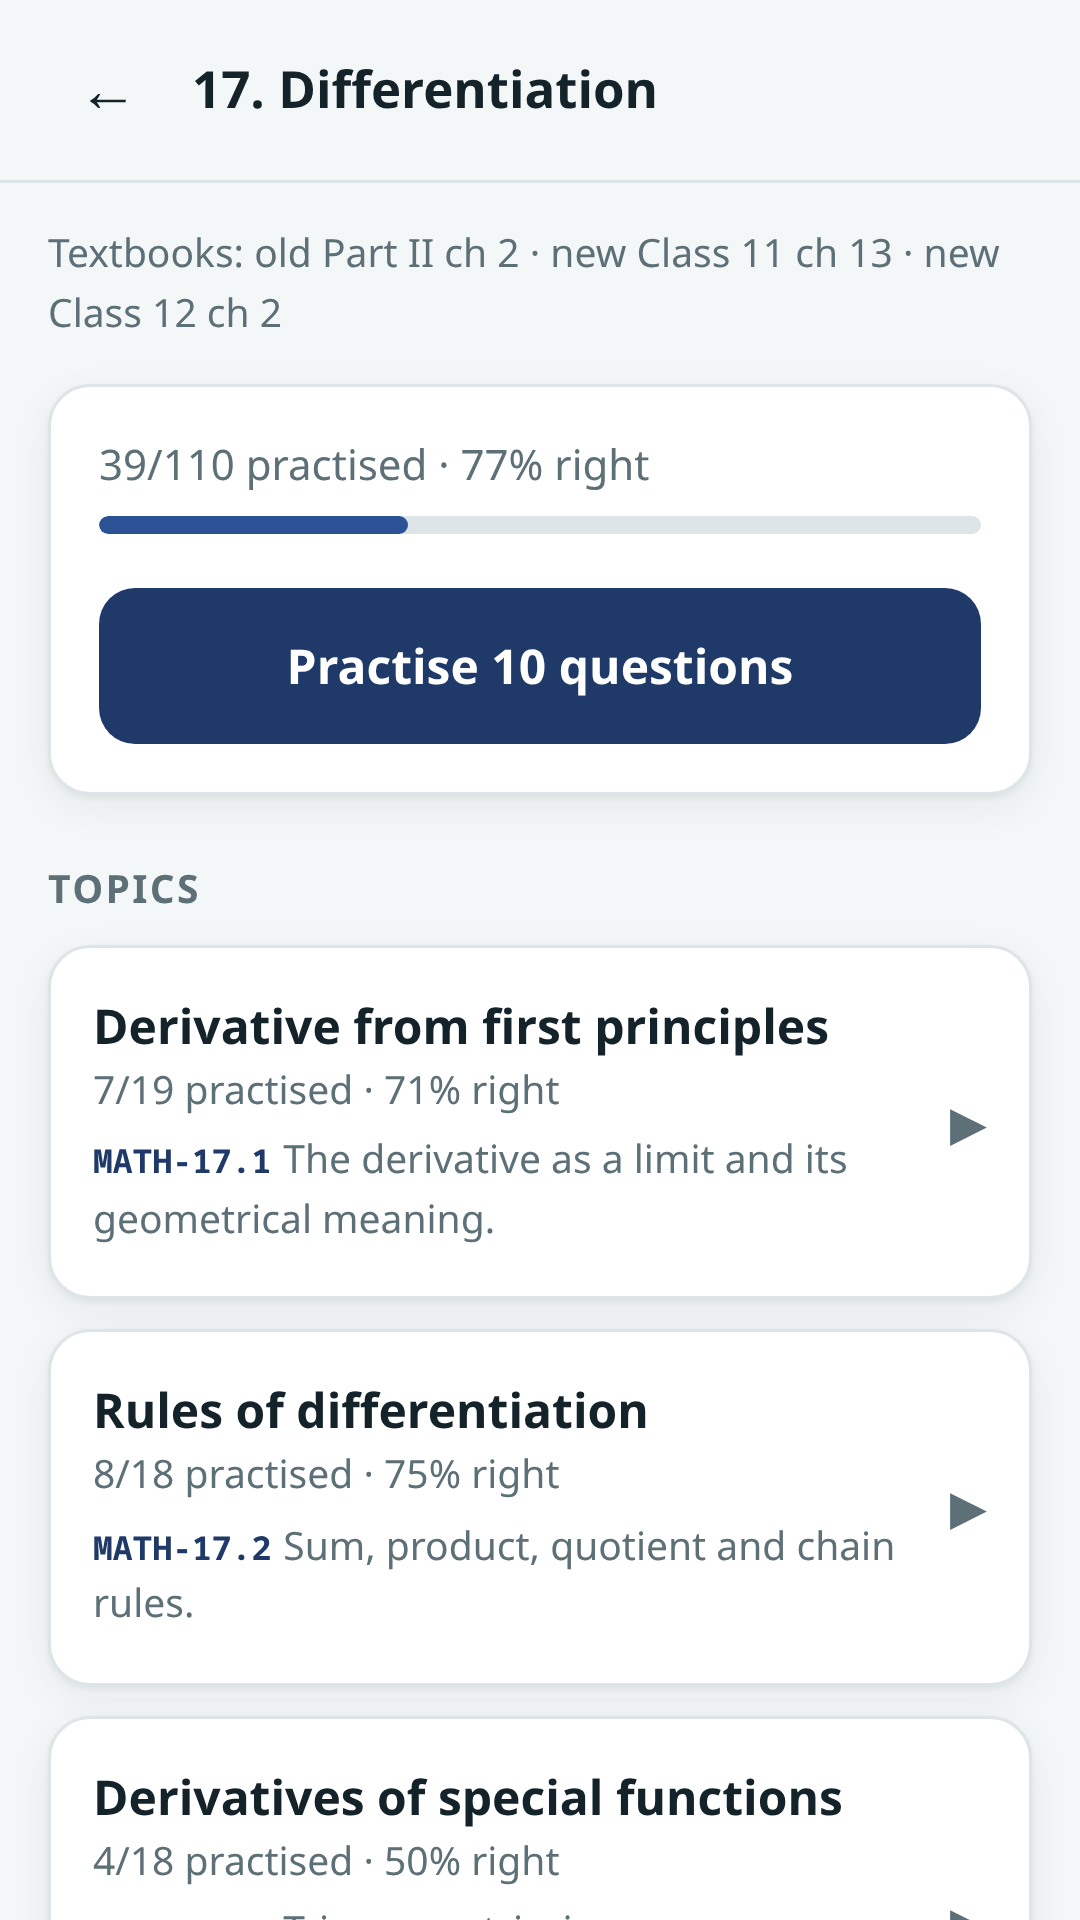 ←
17. Differentiation
Textbooks: old Part II ch 2 · new Class 11 ch 13 · new
Class 12 ch 2
39/110 practised · 77% right
Practise 10 questions
TOPICS
Derivative from first principles
7/19 practised · 71% right
MATH-17.1 The derivative as a limit and its
geometrical meaning.
Rules of differentiation
8/18 practised · 75% right
MATH-17.2 Sum, product, quotient and chain
rules.
Derivatives of special functions
4/18 practised · 50% right